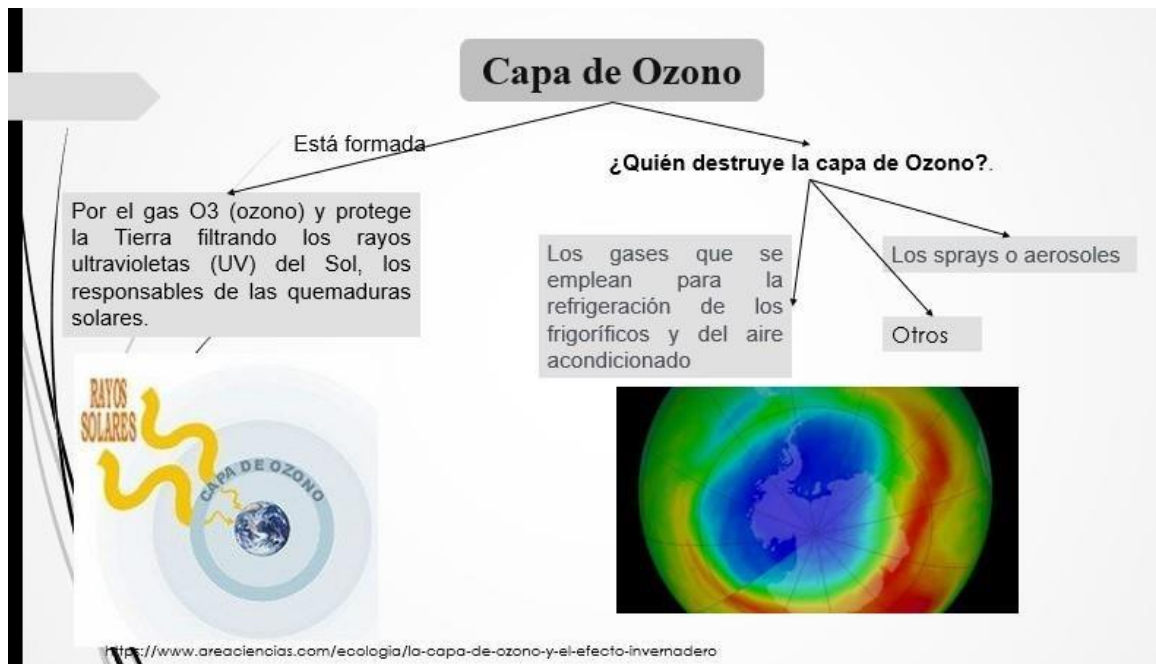 Capa de Ozono
Está formada
¿Quién destruye la capa de Ozono?.
Por el gas O3 (ozono) y protege
la Tierra filtrando los rayos
ultravioletas (UV) del Sol, los
responsables de las quemaduras
solares.
Los gases que se
emplean para la
refrigeración de los
frigoríficos y del aire
acondicionado
Los sprays o aerosoles
Otros
RAYOS
SOLARES
CAPA DE OZONO
https://www.areaciencias.com/ecologia/la-capa-de-ozono-y-el-efecto-invernadero